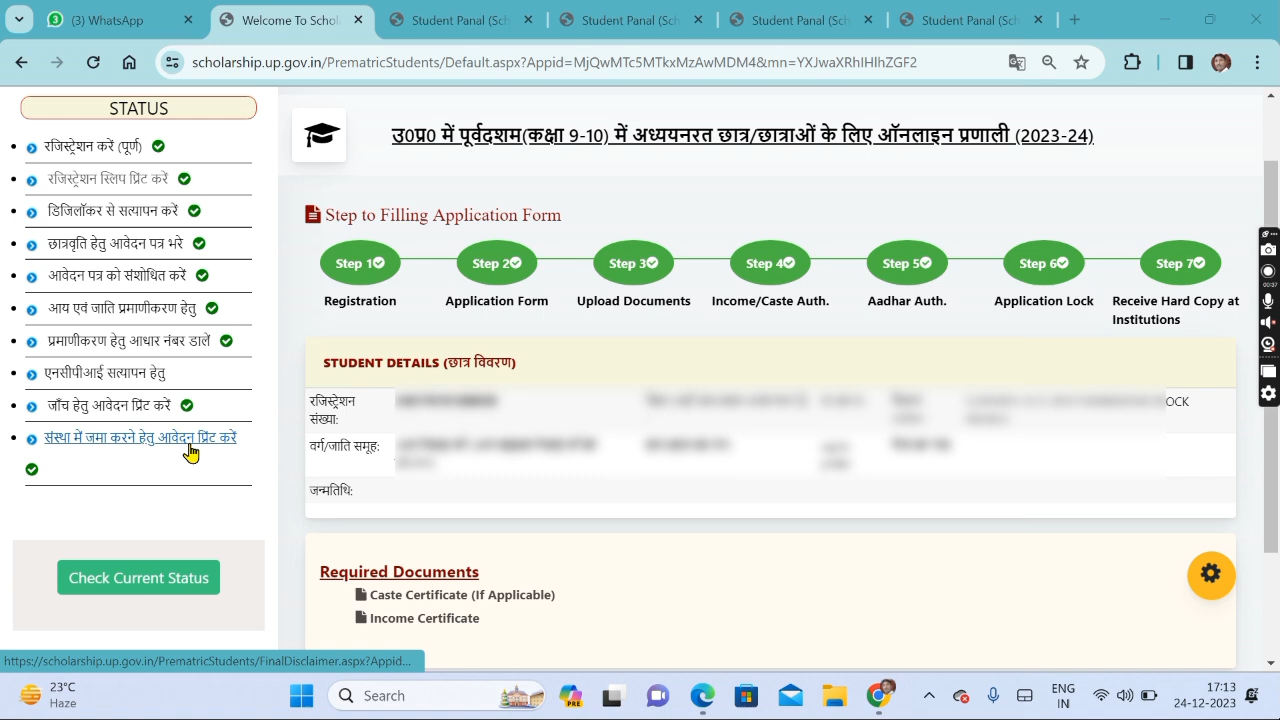 (3) WhatsApp
Welcome To Schol
Student Panal (Sch
Student Panal (Sch
Student Panal (Sch
Student Panal (Sch
scholarship.up.gov.in/PrematricStudents/Default.aspx?Appid=MjQwMTc5MTkxMzAwMDM4&mn=YXJwaXRhIHlhZGF2
STATUS
रजिस्ट्रेशन करें (पूर्ण)
रजिस्ट्रेशन स्लिप प्रिंट करें
डिजिलॉकर से सत्यापन करें
छात्रवृति हेतु आवेदन पत्र भरे
आवेदन पत्र को संशोधित करें
आय एवं जाति प्रमाणीकरण हेतु
प्रमाणीकरण हेतु आधार नंबर डालें
एनसीपीआई सत्यापन हेतु
जाँच हेतु आवेदन प्रिंट करें
संस्था में जमा करने हेतु आवेदन प्रिंट करें
Check Current Status
https://scholarship.up.gov.in/PrematricStudents/FinalDisclaimer.aspx?Appid...
उ0प्र0 में पूर्वदशम(कक्षा 9-10) में अध्ययनरत छात्र/छात्राओं के लिए ऑनलाइन प्रणाली (2023-24)
Step to Filling Application Form
Step 1 Step 2 Step 3 Step 4 Step 5 Step 6 Step 7
Registration Application Form Upload Documents Income/Caste Auth. Aadhar Auth. Application Lock Receive Hard Copy at
Institutions
STUDENT DETAILS (छात्र विवरण)
रजिस्ट्रेशन OCK
संख्या:
वर्ग/जाति समूह:
जन्मतिथि:
Required Documents
Caste Certificate (If Applicable)
Income Certificate
00:37
23°C
Haze
Search
PRE
ENG
IN
17:13
24-12-2023